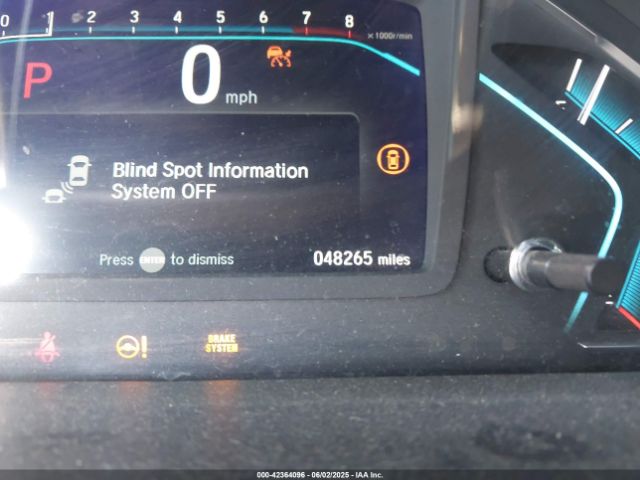 0 1 2 3 4 5 6 7 8
x1000r/min
P
0
mph
Blind Spot Information
System OFF
Press ENTER to dismiss
048265 miles
BRAKE
SYSTEM
000-42364096 | 06/02/2025 | IAA Inc.